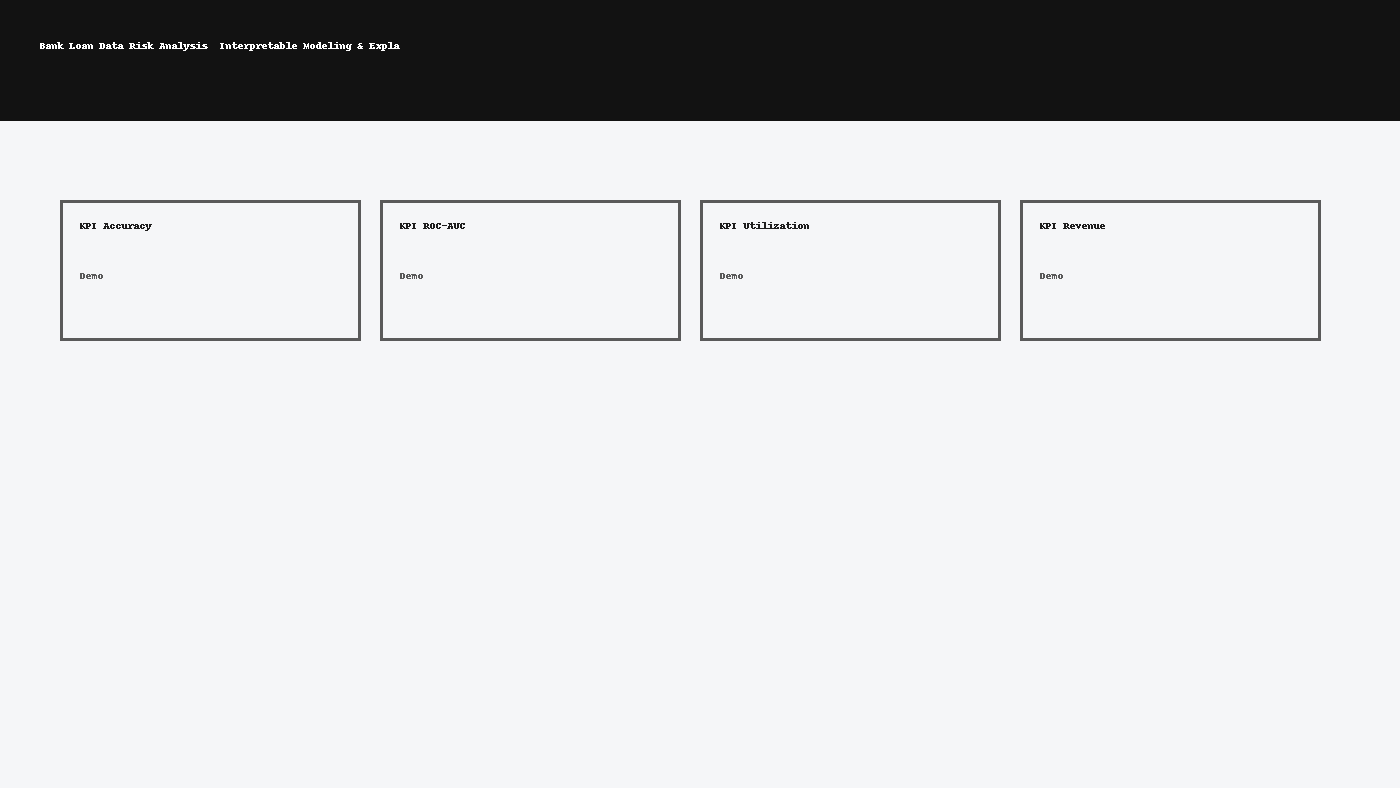 Bank Loan Data Risk Analysis  Interpretable Modeling & Expla
KPI Accuracy
Demo
KPI ROC-AUC
Demo
KPI Utilization
Demo
KPI Revenue
Demo